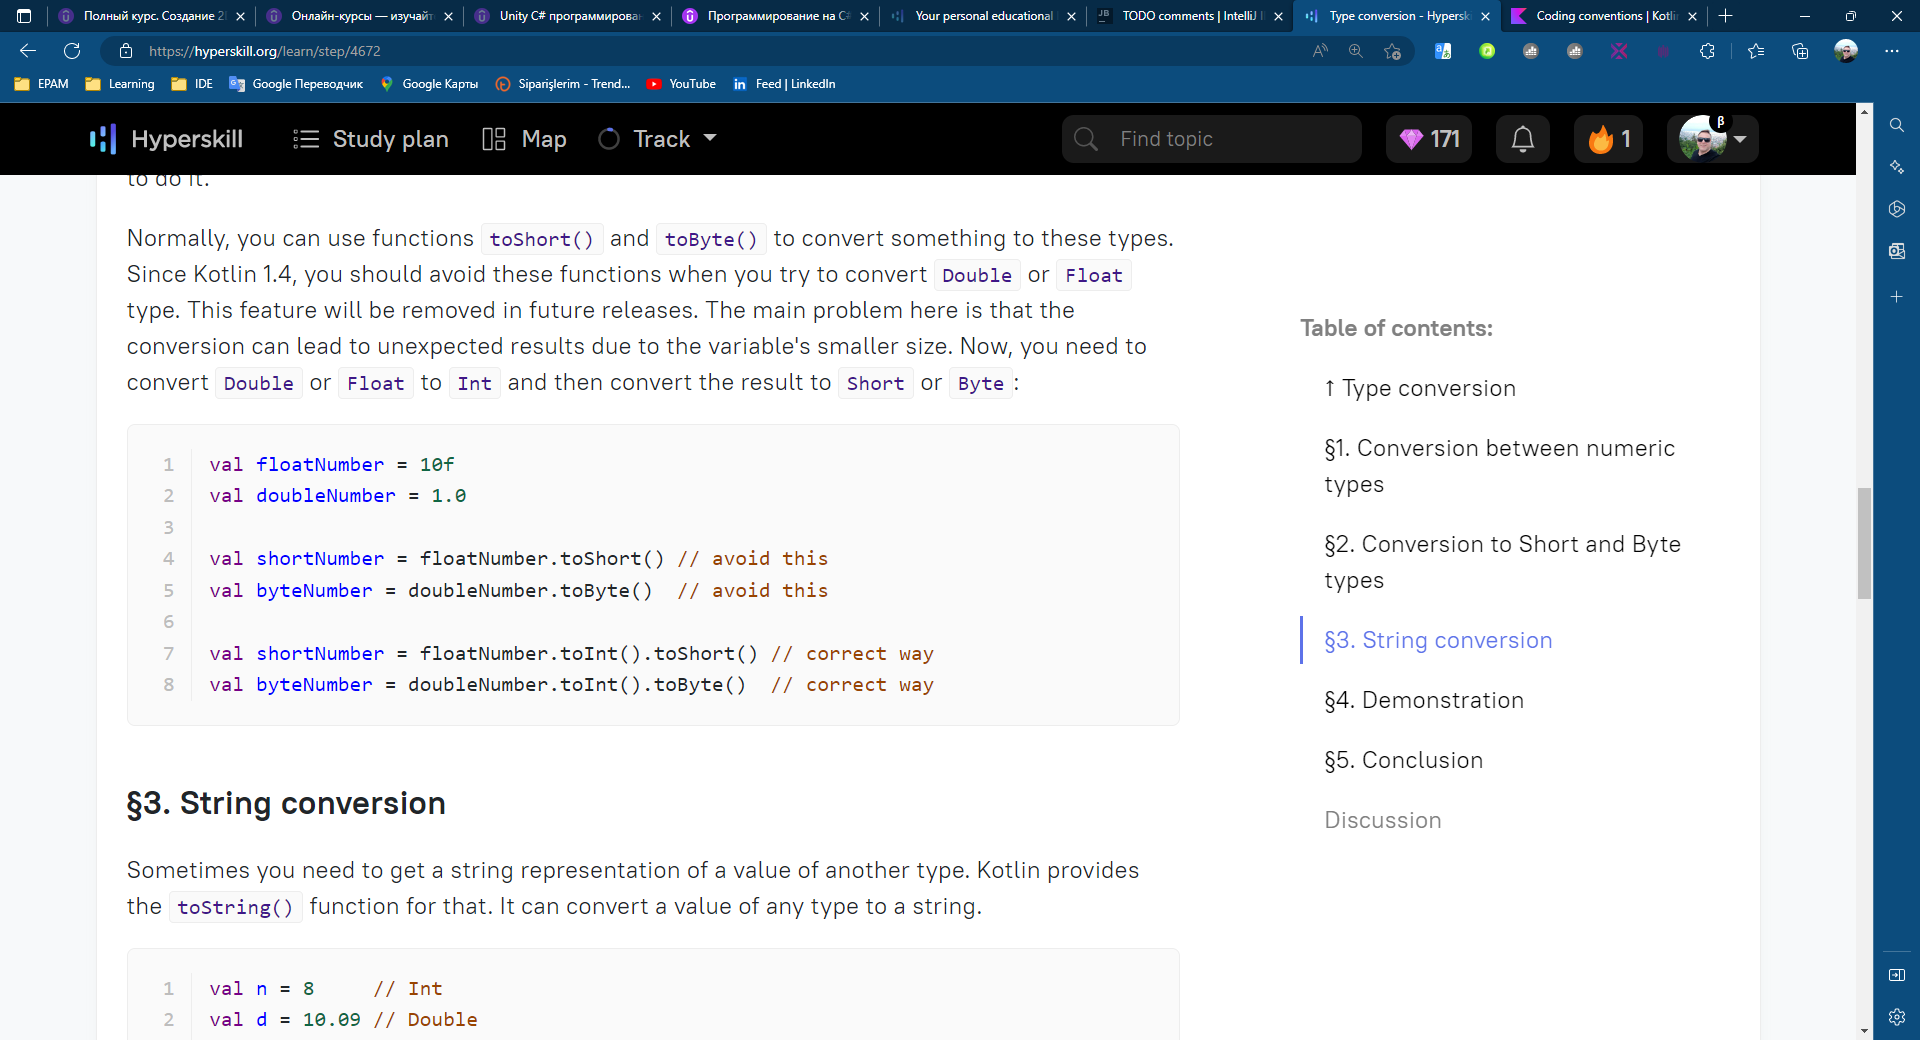 Полный курс. Создание 2
Онлайн-курсы — изучайт
Unity C# программирован
Программирование на C#
Your personal educational
TODO comments | IntelliJ I
Type conversion - Hyperski
Coding conventions | Kotli
https://hyperskill.org/learn/step/4672
EPAM
Learning
IDE
Google Переводчик
Google Карты
Siparişlerim - Trend...
YouTube
Feed | LinkedIn
Hyperskill
Study plan
Map
Track
Find topic
171
1
β
to do it.
Normally, you can use functions toShort() and toByte() to convert something to these types.
Since Kotlin 1.4, you should avoid these functions when you try to convert Double or Float
type. This feature will be removed in future releases. The main problem here is that the
conversion can lead to unexpected results due to the variable's smaller size. Now, you need to
convert Double or Float to Int and then convert the result to Short or Byte :
1 val floatNumber = 10f
2 val doubleNumber = 1.0
3
4 val shortNumber = floatNumber.toShort() // avoid this
5 val byteNumber = doubleNumber.toByte()  // avoid this
6
7 val shortNumber = floatNumber.toInt().toShort() // correct way
8 val byteNumber = doubleNumber.toInt().toByte()  // correct way
§3. String conversion
Sometimes you need to get a string representation of a value of another type. Kotlin provides
the toString() function for that. It can convert a value of any type to a string.
1 val n = 8     // Int
2 val d = 10.09 // Double
Table of contents:
↑ Type conversion
§1. Conversion between numeric
types
§2. Conversion to Short and Byte
types
§3. String conversion
§4. Demonstration
§5. Conclusion
Discussion